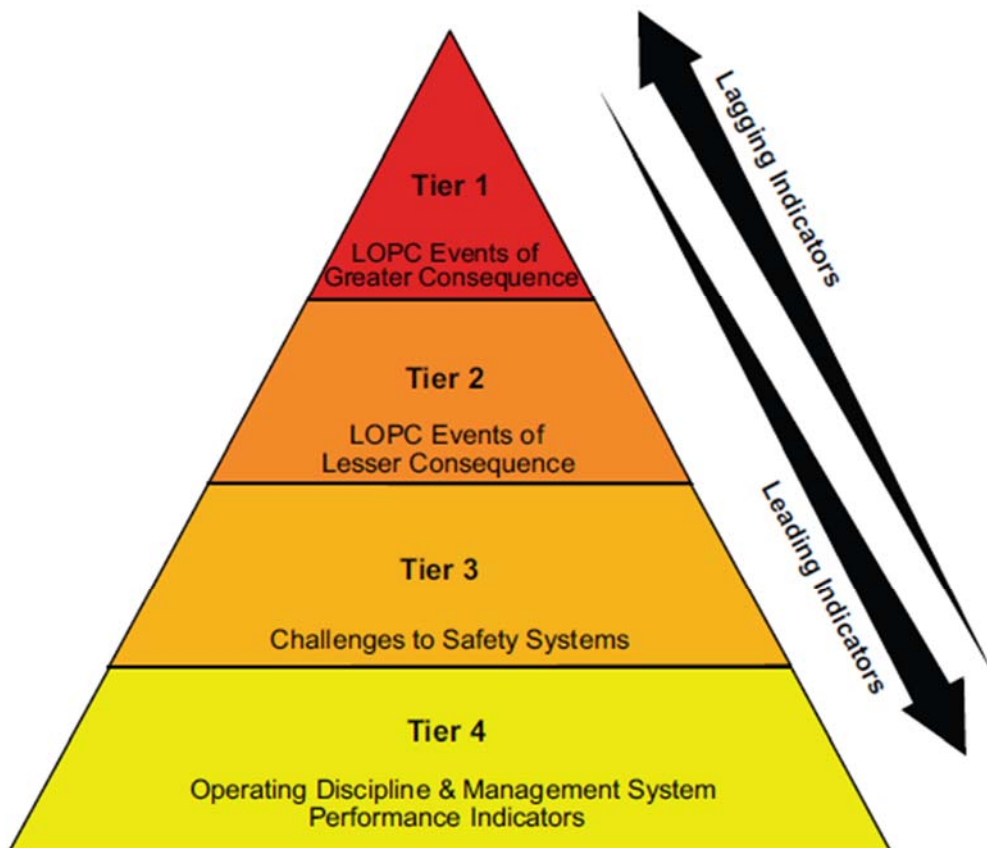 Tier 1
LOPC Events of
Greater Consequence
Tier 2
LOPC Events of
Lesser Consequence
Tier 3
Challenges to Safety Systems
Tier 4
Operating Discipline & Management System
Performance Indicators
Lagging Indicators
Leading Indicators